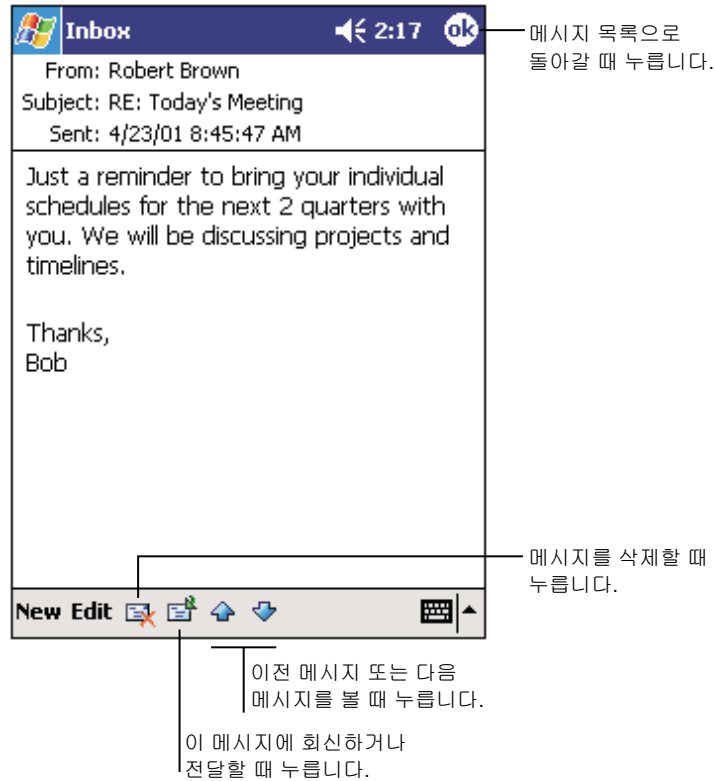 Inbox 2:17 ok
From: Robert Brown
Subject: RE: Today's Meeting
Sent: 4/23/01 8:45:47 AM
Just a reminder to bring your individual
schedules for the next 2 quarters with
you. We will be discussing projects and
timelines.
Thanks,
Bob
New Edit
메시지 목록으로
돌아갈 때 누릅니다.
메시지를 삭제할 때
누릅니다.
이전 메시지 또는 다음
메시지를 볼 때 누릅니다.
이 메시지에 회신하거나
전달할 때 누릅니다.